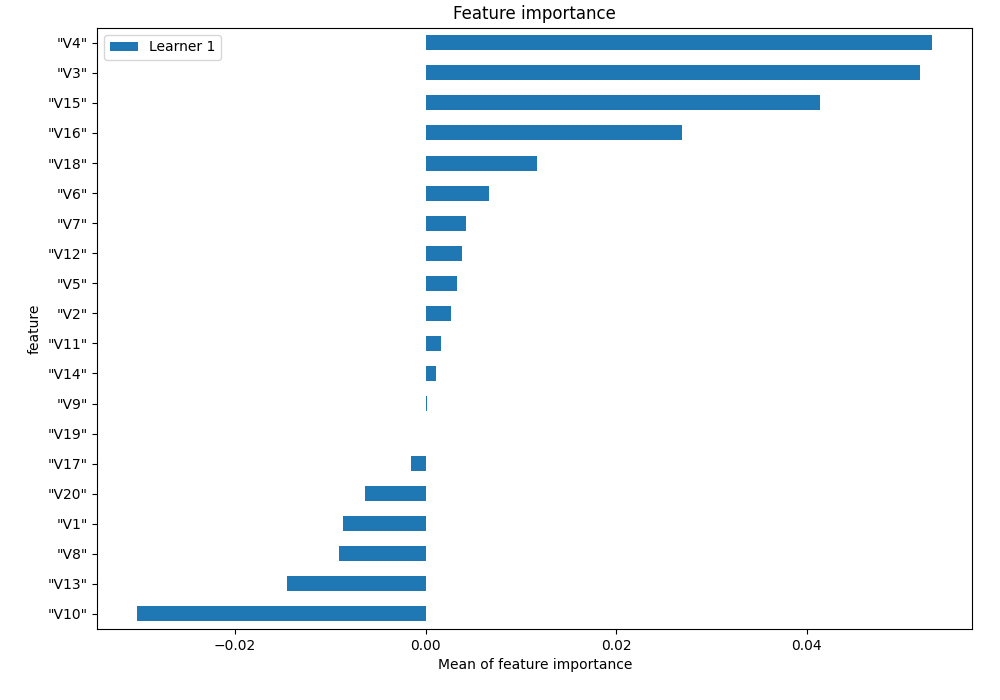 Feature importance
Learner 1
"V4"
"V3"
"V15"
"V16"
"V18"
"V6"
"V7"
"V12"
"V5"
"V2"
"V11"
"V14"
"V9"
"V19"
"V17"
"V20"
"V1"
"V8"
"V13"
"V10"
feature
−0.02 0.00 0.02 0.04
Mean of feature importance